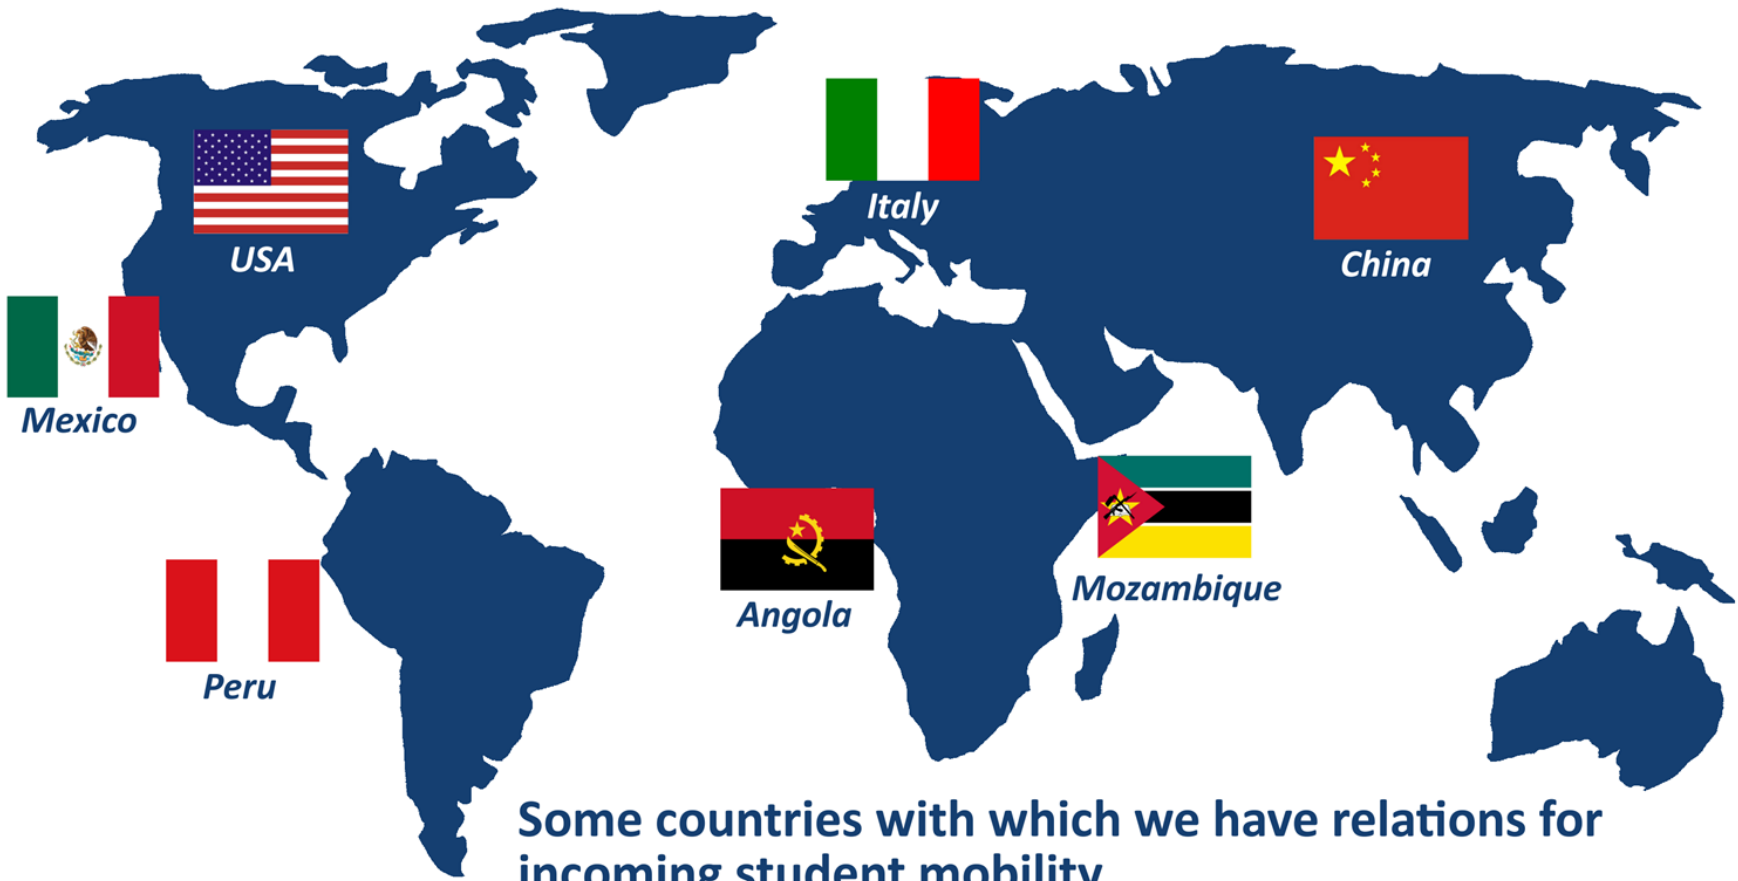 Italy
USA
China
Mexico
Mozambique
Angola
Peru
Some countries with which we have relations for
incoming student mobility